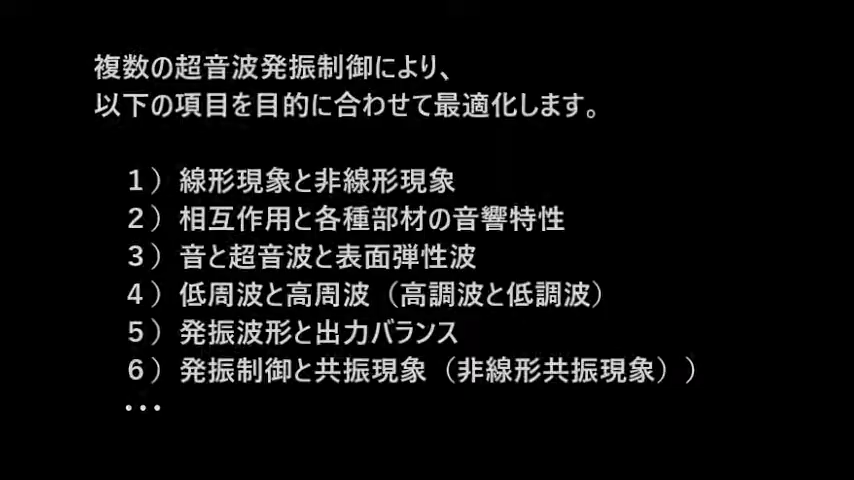 複数の超音波発振制御により、
以下の項目を目的に合わせて最適化します。
１）線形現象と非線形現象
２）相互作用と各種部材の音響特性
３）音と超音波と表面弾性波
４）低周波と高周波（高調波と低調波）
５）発振波形と出力バランス
６）発振制御と共振現象（非線形共振現象））
・・・